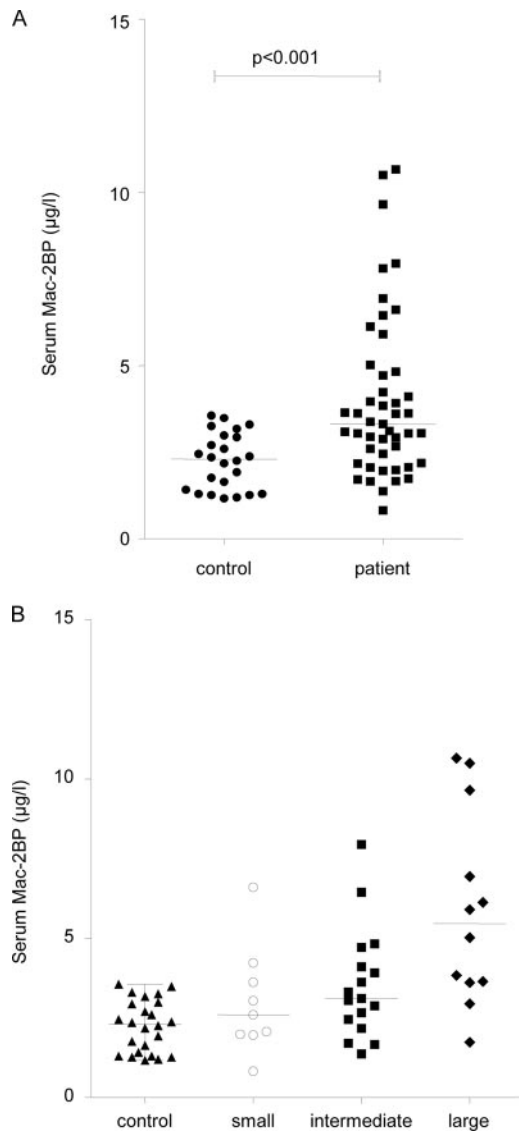 A
15
p<0.001
10
Serum Mac-2BP (µg/l)
5
0
control patient
B
15
10
Serum Mac-2BP (µg/l)
5
0
control small intermediate large